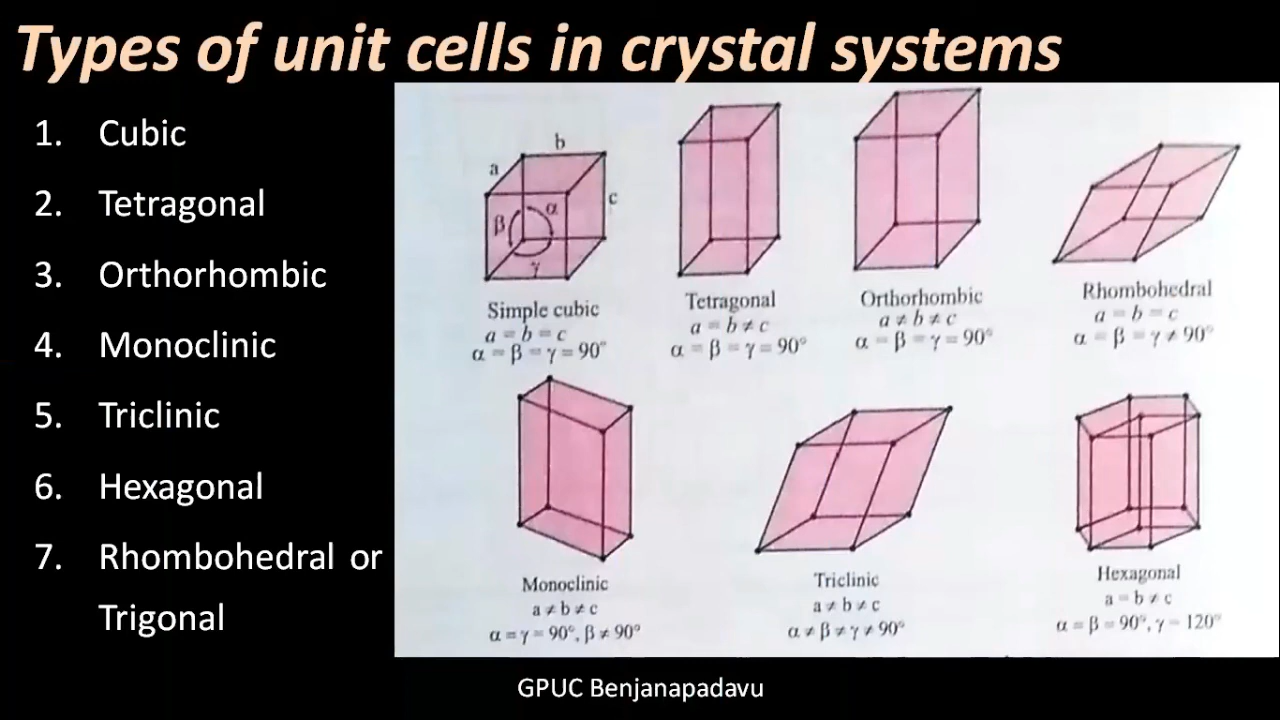 Types of unit cells in crystal systems
1. Cubic
2. Tetragonal
3. Orthorhombic
4. Monoclinic
5. Triclinic
6. Hexagonal
7. Rhombohedral or
Trigonal
b
a
c
α
β
γ
Simple cubic
a = b = c
α = β = γ = 90°
Tetragonal
a = b ≠ c
α = β = γ = 90°
Orthorhombic
a ≠ b ≠ c
α = β = γ = 90°
Rhombohedral
a = b = c
α = β = γ ≠ 90°
Monoclinic
a ≠ b ≠ c
α = γ = 90°, β ≠ 90°
Triclinic
a ≠ b ≠ c
α ≠ β ≠ γ ≠ 90°
Hexagonal
a = b ≠ c
α = β = 90°, γ = 120°
GPUC Benjanapadavu